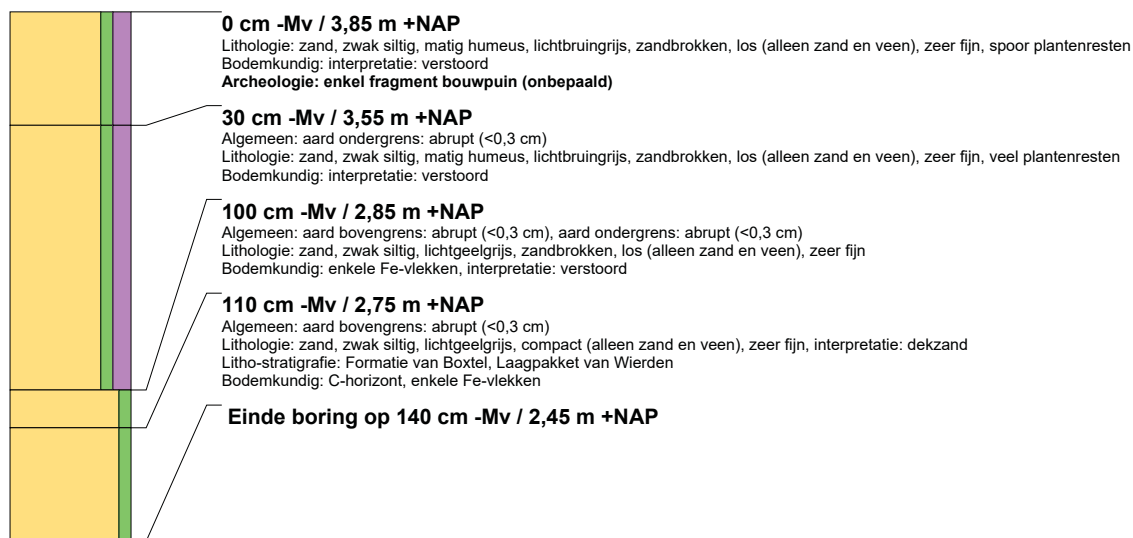 0 cm -Mv / 3,85 m +NAP
Lithologie: zand, zwak siltig, matig humeus, lichtbruingrijs, zandbrokken, los (alleen zand en veen), zeer fijn, spoor plantenresten
Bodemkundig: interpretatie: verstoord
Archeologie: enkel fragment bouwpuin (onbepaald)
30 cm -Mv / 3,55 m +NAP
Algemeen: aard ondergrens: abrupt (<0,3 cm)
Lithologie: zand, zwak siltig, matig humeus, lichtbruingrijs, zandbrokken, los (alleen zand en veen), zeer fijn, veel plantenresten
Bodemkundig: interpretatie: verstoord
100 cm -Mv / 2,85 m +NAP
Algemeen: aard bovengrens: abrupt (<0,3 cm), aard ondergrens: abrupt (<0,3 cm)
Lithologie: zand, zwak siltig, lichtgeelgrijs, zandbrokken, los (alleen zand en veen), zeer fijn
Bodemkundig: enkele Fe-vlekken, interpretatie: verstoord
110 cm -Mv / 2,75 m +NAP
Algemeen: aard bovengrens: abrupt (<0,3 cm)
Lithologie: zand, zwak siltig, lichtgeelgrijs, compact (alleen zand en veen), zeer fijn, interpretatie: dekzand
Litho-stratigrafie: Formatie van Boxtel, Laagpakket van Wierden
Bodemkundig: C-horizont, enkele Fe-vlekken
Einde boring op 140 cm -Mv / 2,45 m +NAP